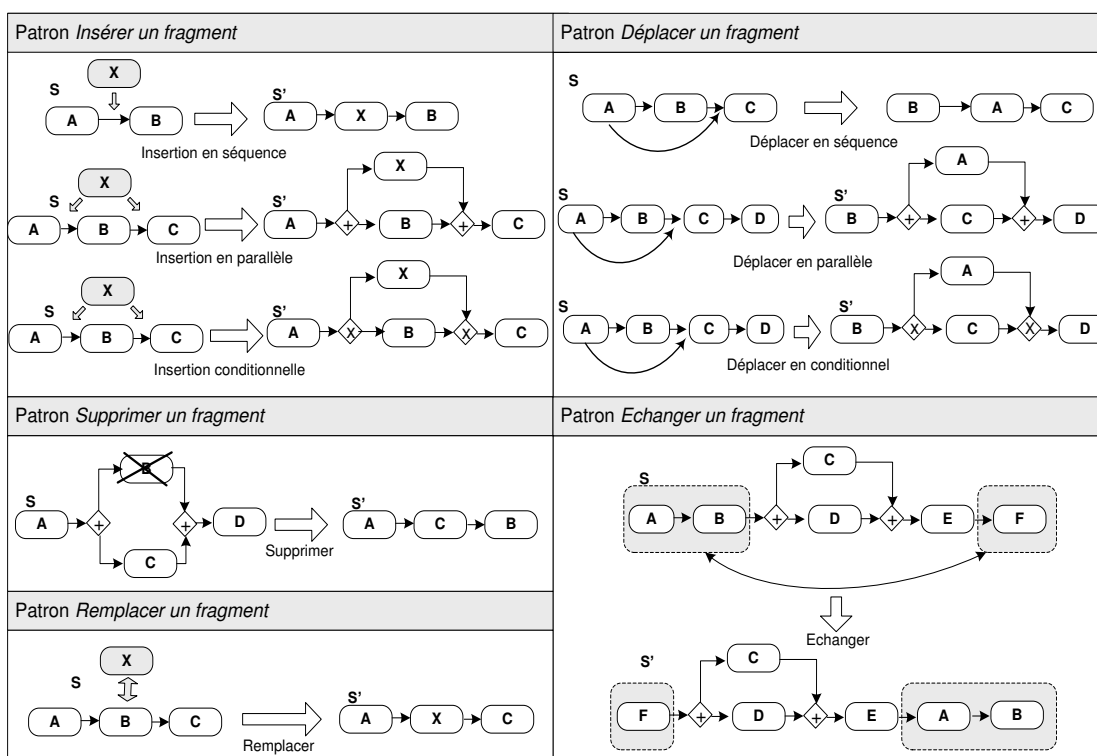 Patron Insérer un fragment
X
S
A B
S'
A X B
Insertion en séquence
X
S
A B C
S'
X
A + B + C
Insertion en parallèle
X
S
A B C
S'
X
A X B X C
Insertion conditionnelle
Patron Déplacer un fragment
S
A B C
B A C
Déplacer en séquence
S
A B C D
S'
A
B + C + D
Déplacer en parallèle
S
A B C D
S'
A
B X C X D
Déplacer en conditionnel
Patron Supprimer un fragment
B
S
A + + D
C
Supprimer
S'
A C B
Patron Remplacer un fragment
X
S
A B C
Remplacer
S'
A X C
Patron Echanger un fragment
S
C
A B + D + E F
Echanger
S'
C
F + D + E A B